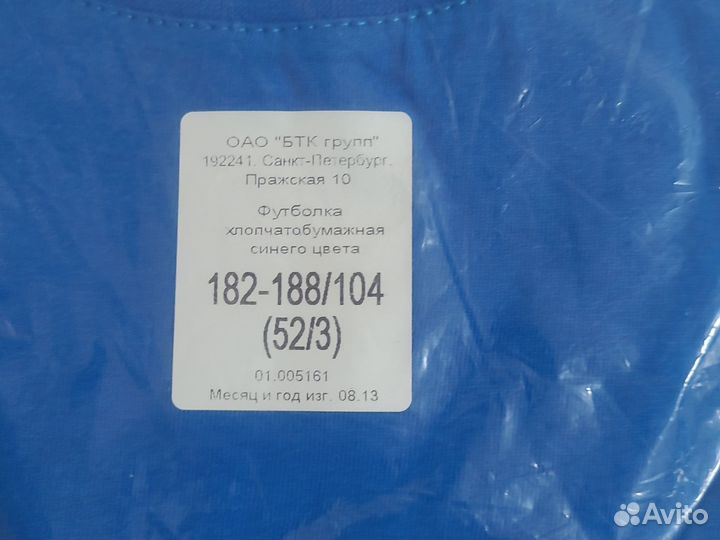 ОАО "БТК групп"
192241, Санкт-Петербург,
Пражская 10
Футболка
хлопчатобумажная
синего цвета
182-188/104
(52/3)
01.005161
Месяц и год изг. 08.13
Avito